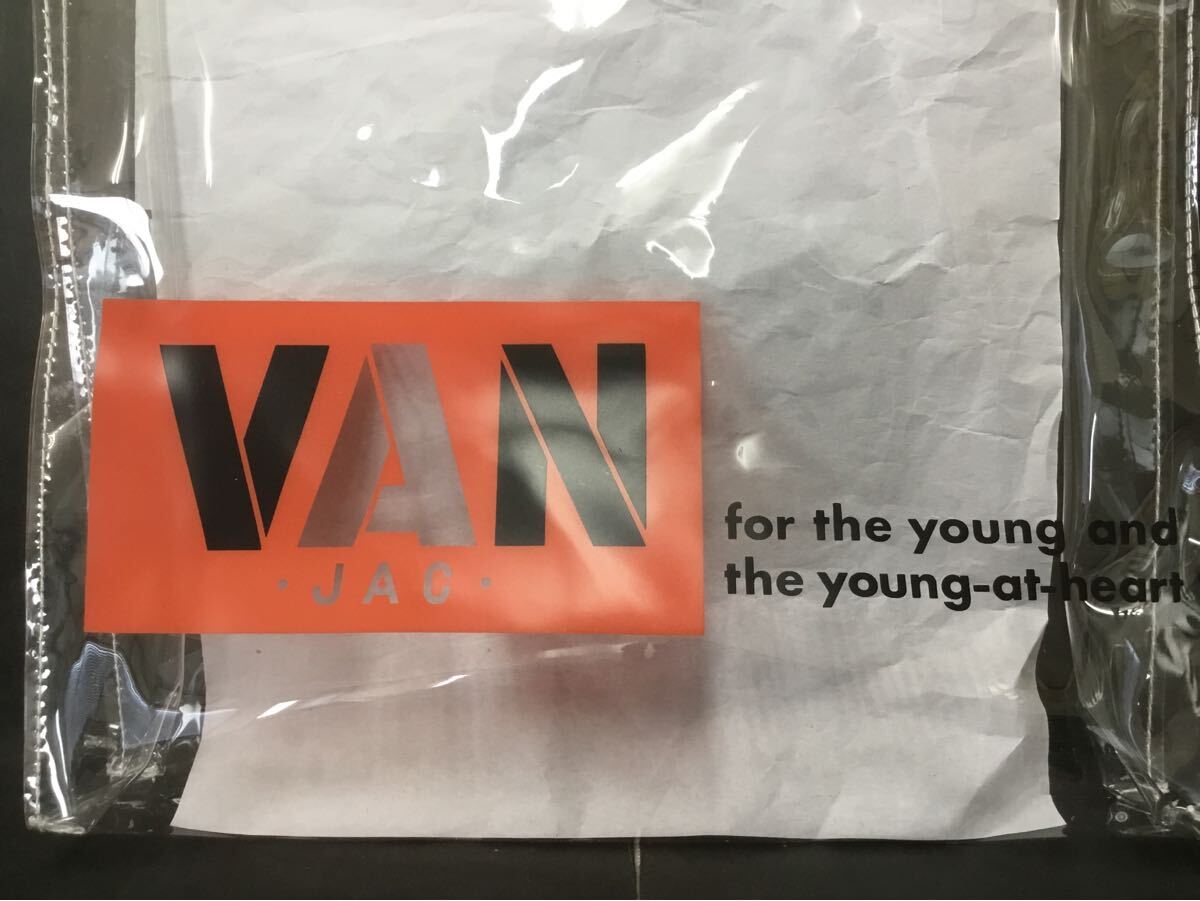 VAN
·JAC·
for the young and
the young-at-heart